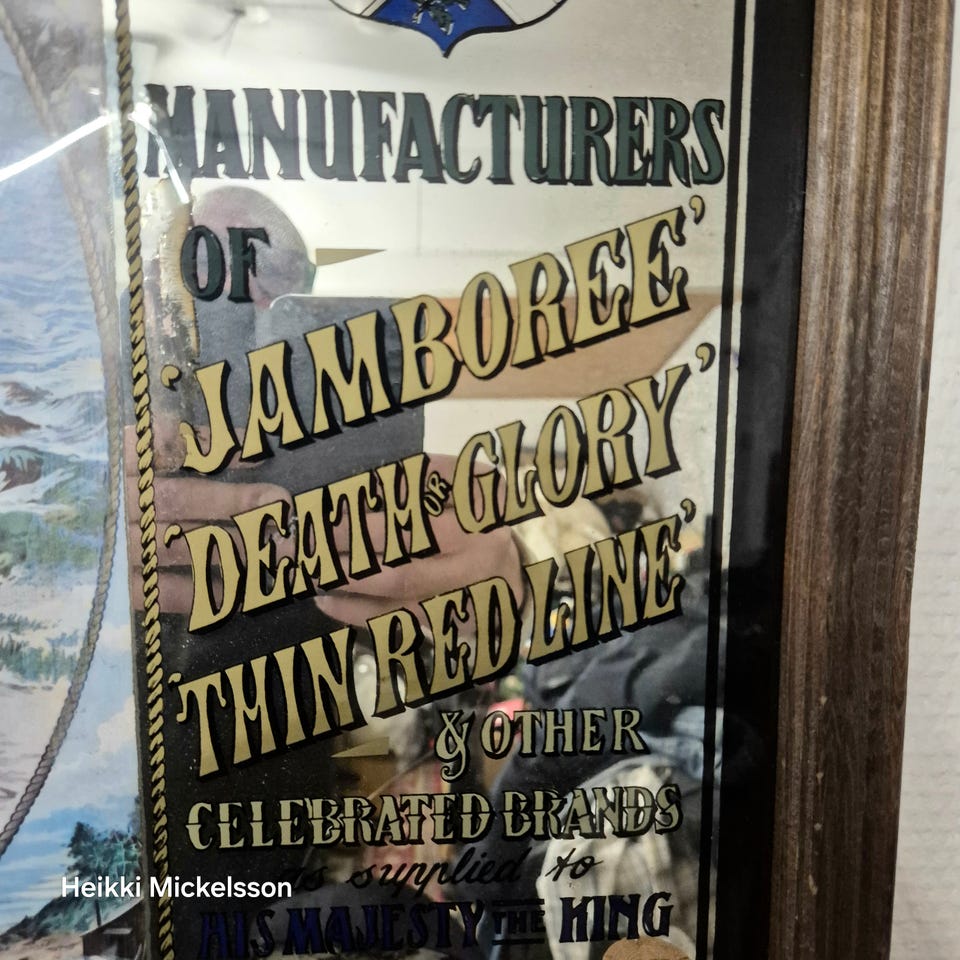 MANUFACTURERS
OF
'JAMBOREE'
'DEATH OR GLORY'
'THIN RED LINE'
& OTHER
CELEBRATED BRANDS
as supplied to
HIS MAJESTY THE KING
Heikki Mickelsson